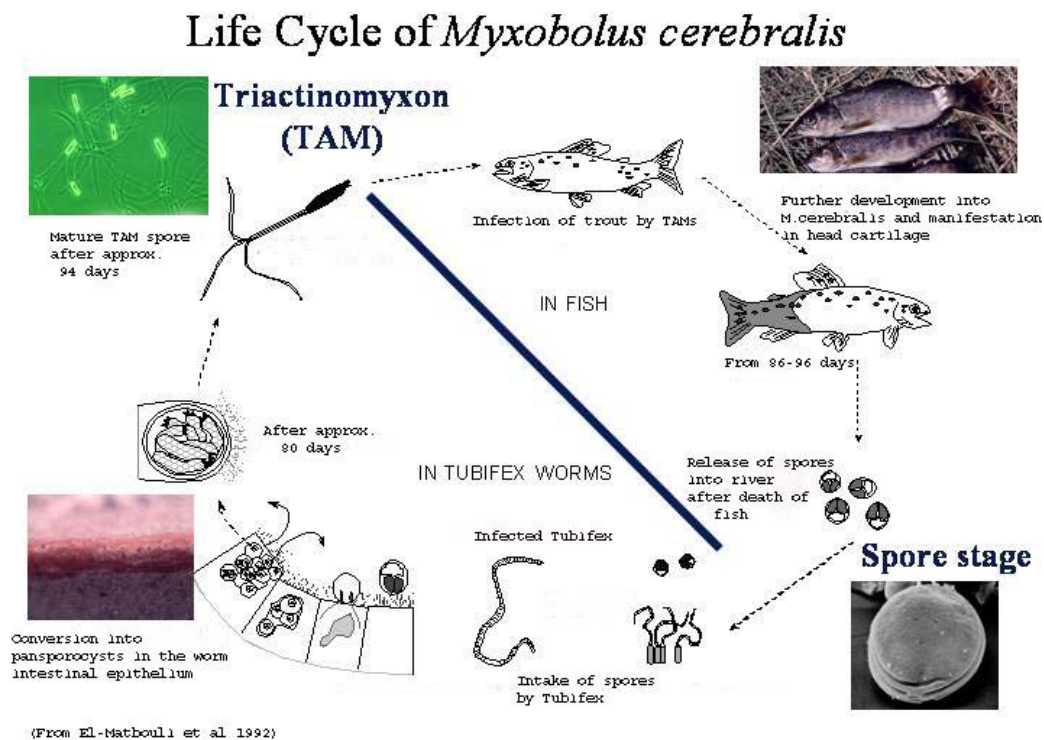 Life Cycle of Myxobolus cerebralis
Triactinomyxon
(TAM)
Mature TAM spore
after approx.
94 days
Infection of trout by TAMs
Further development into
M.cerebralis and manifestation
in head cartilage
IN FISH
From 86-96 days
After approx.
80 days
IN TUBIFEX WORMS
Release of spores
into river
after death of
fish
Infected Tubifex
Spore stage
Conversion into
pansporocysts in the worm
intestinal epithelium
Intake of spores
by Tubifex
(From El-Matbouli et al 1992)